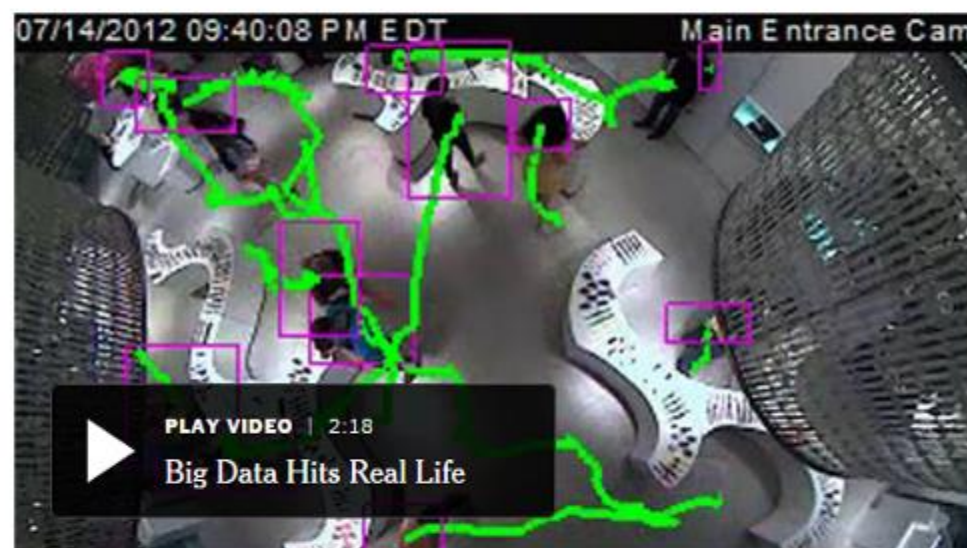 07/14/2012 09:40:08 PM EDT
Main Entrance Cam
PLAY VIDEO | 2:18
Big Data Hits Real Life